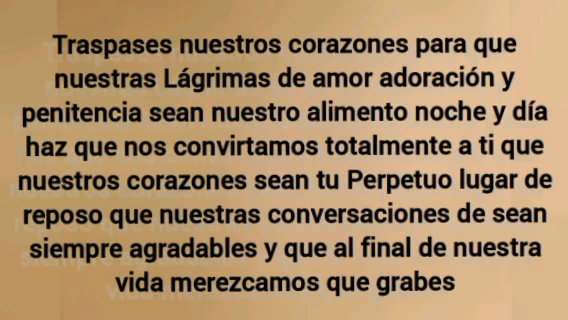 Traspases nuestros corazones para que
nuestras Lágrimas de amor adoración y
penitencia sean nuestro alimento noche y día
haz que nos convirtamos totalmente a ti que
nuestros corazones sean tu Perpetuo lugar de
reposo que nuestras conversaciones de sean
siempre agradables y que al final de nuestra
vida merezcamos que grabes